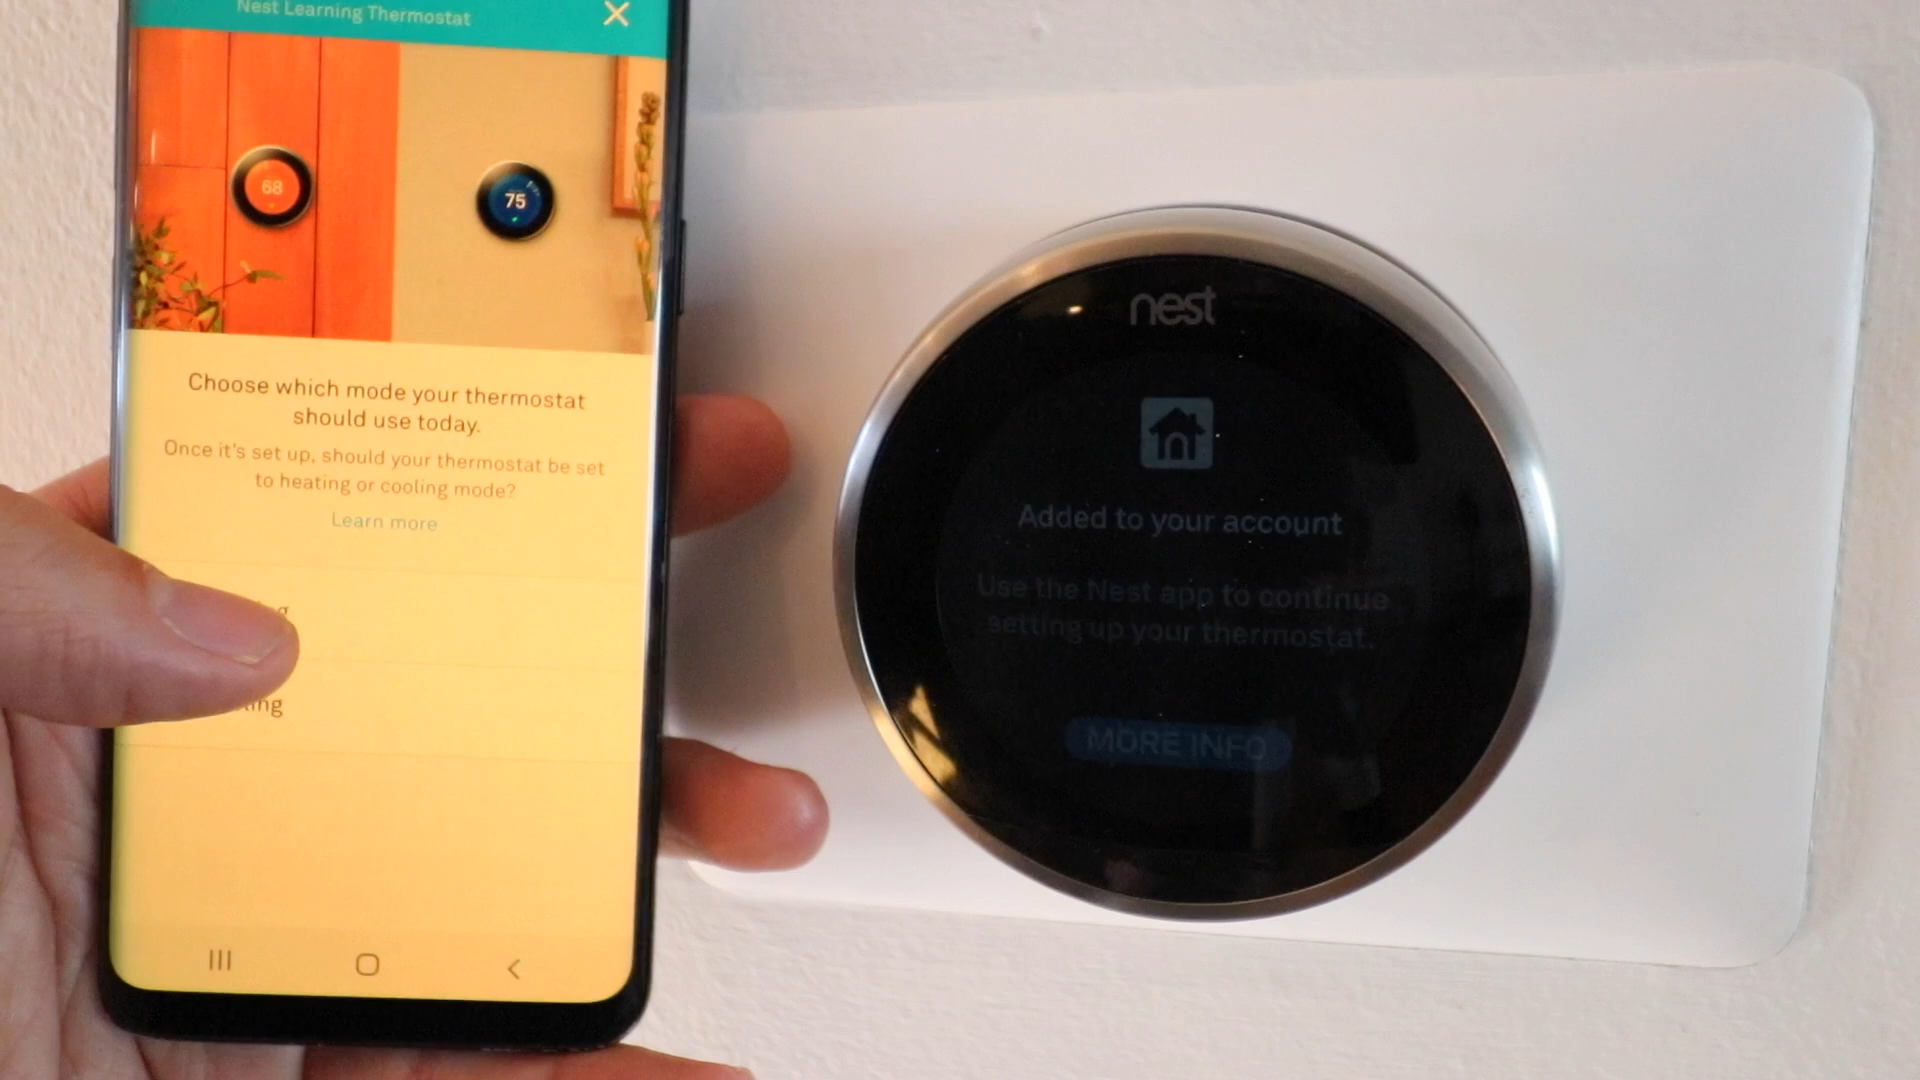 Nest Learning Thermostat
68
75
Choose which mode your thermostat
should use today.
Once it's set up, should your thermostat be set
to heating or cooling mode?
Learn more
nest
Added to your account
Use the Nest app to continue
setting up your thermostat.
MORE INFO